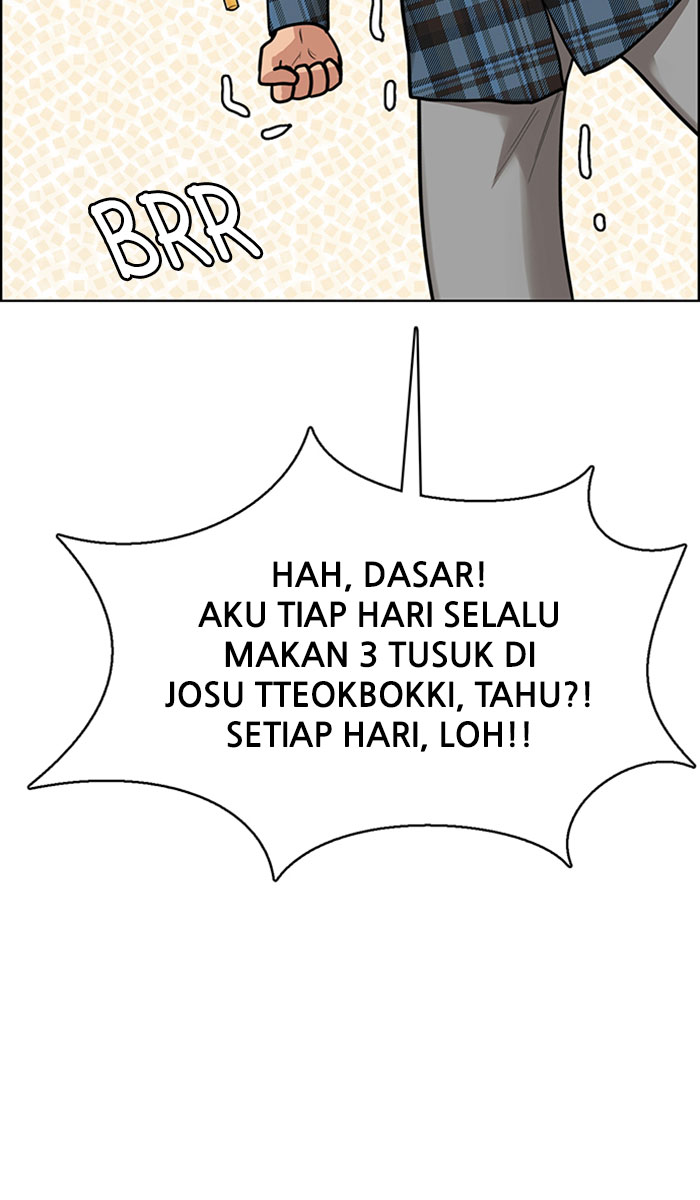 BRR
HAH, DASAR!
AKU TIAP HARI SELALU
MAKAN 3 TUSUK DI
JOSU TTEOKBOKKI, TAHU?!
SETIAP HARI, LOH!!